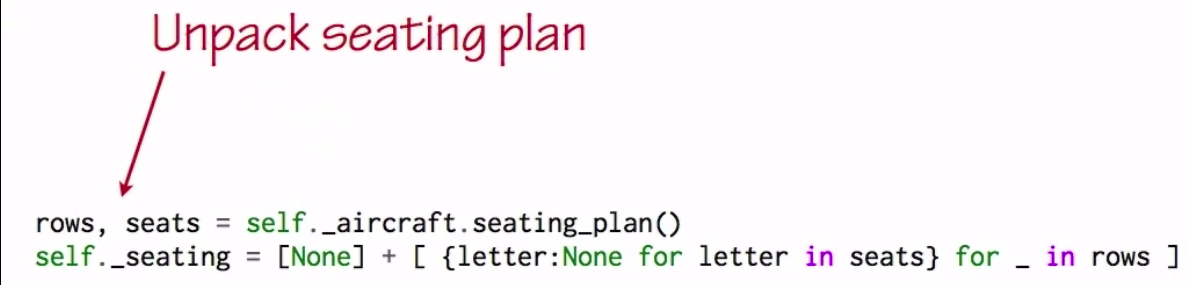 Unpack seating plan
rows, seats = self._aircraft.seating_plan()
self._seating = [None] + [ {letter:None for letter in seats} for _ in rows ]